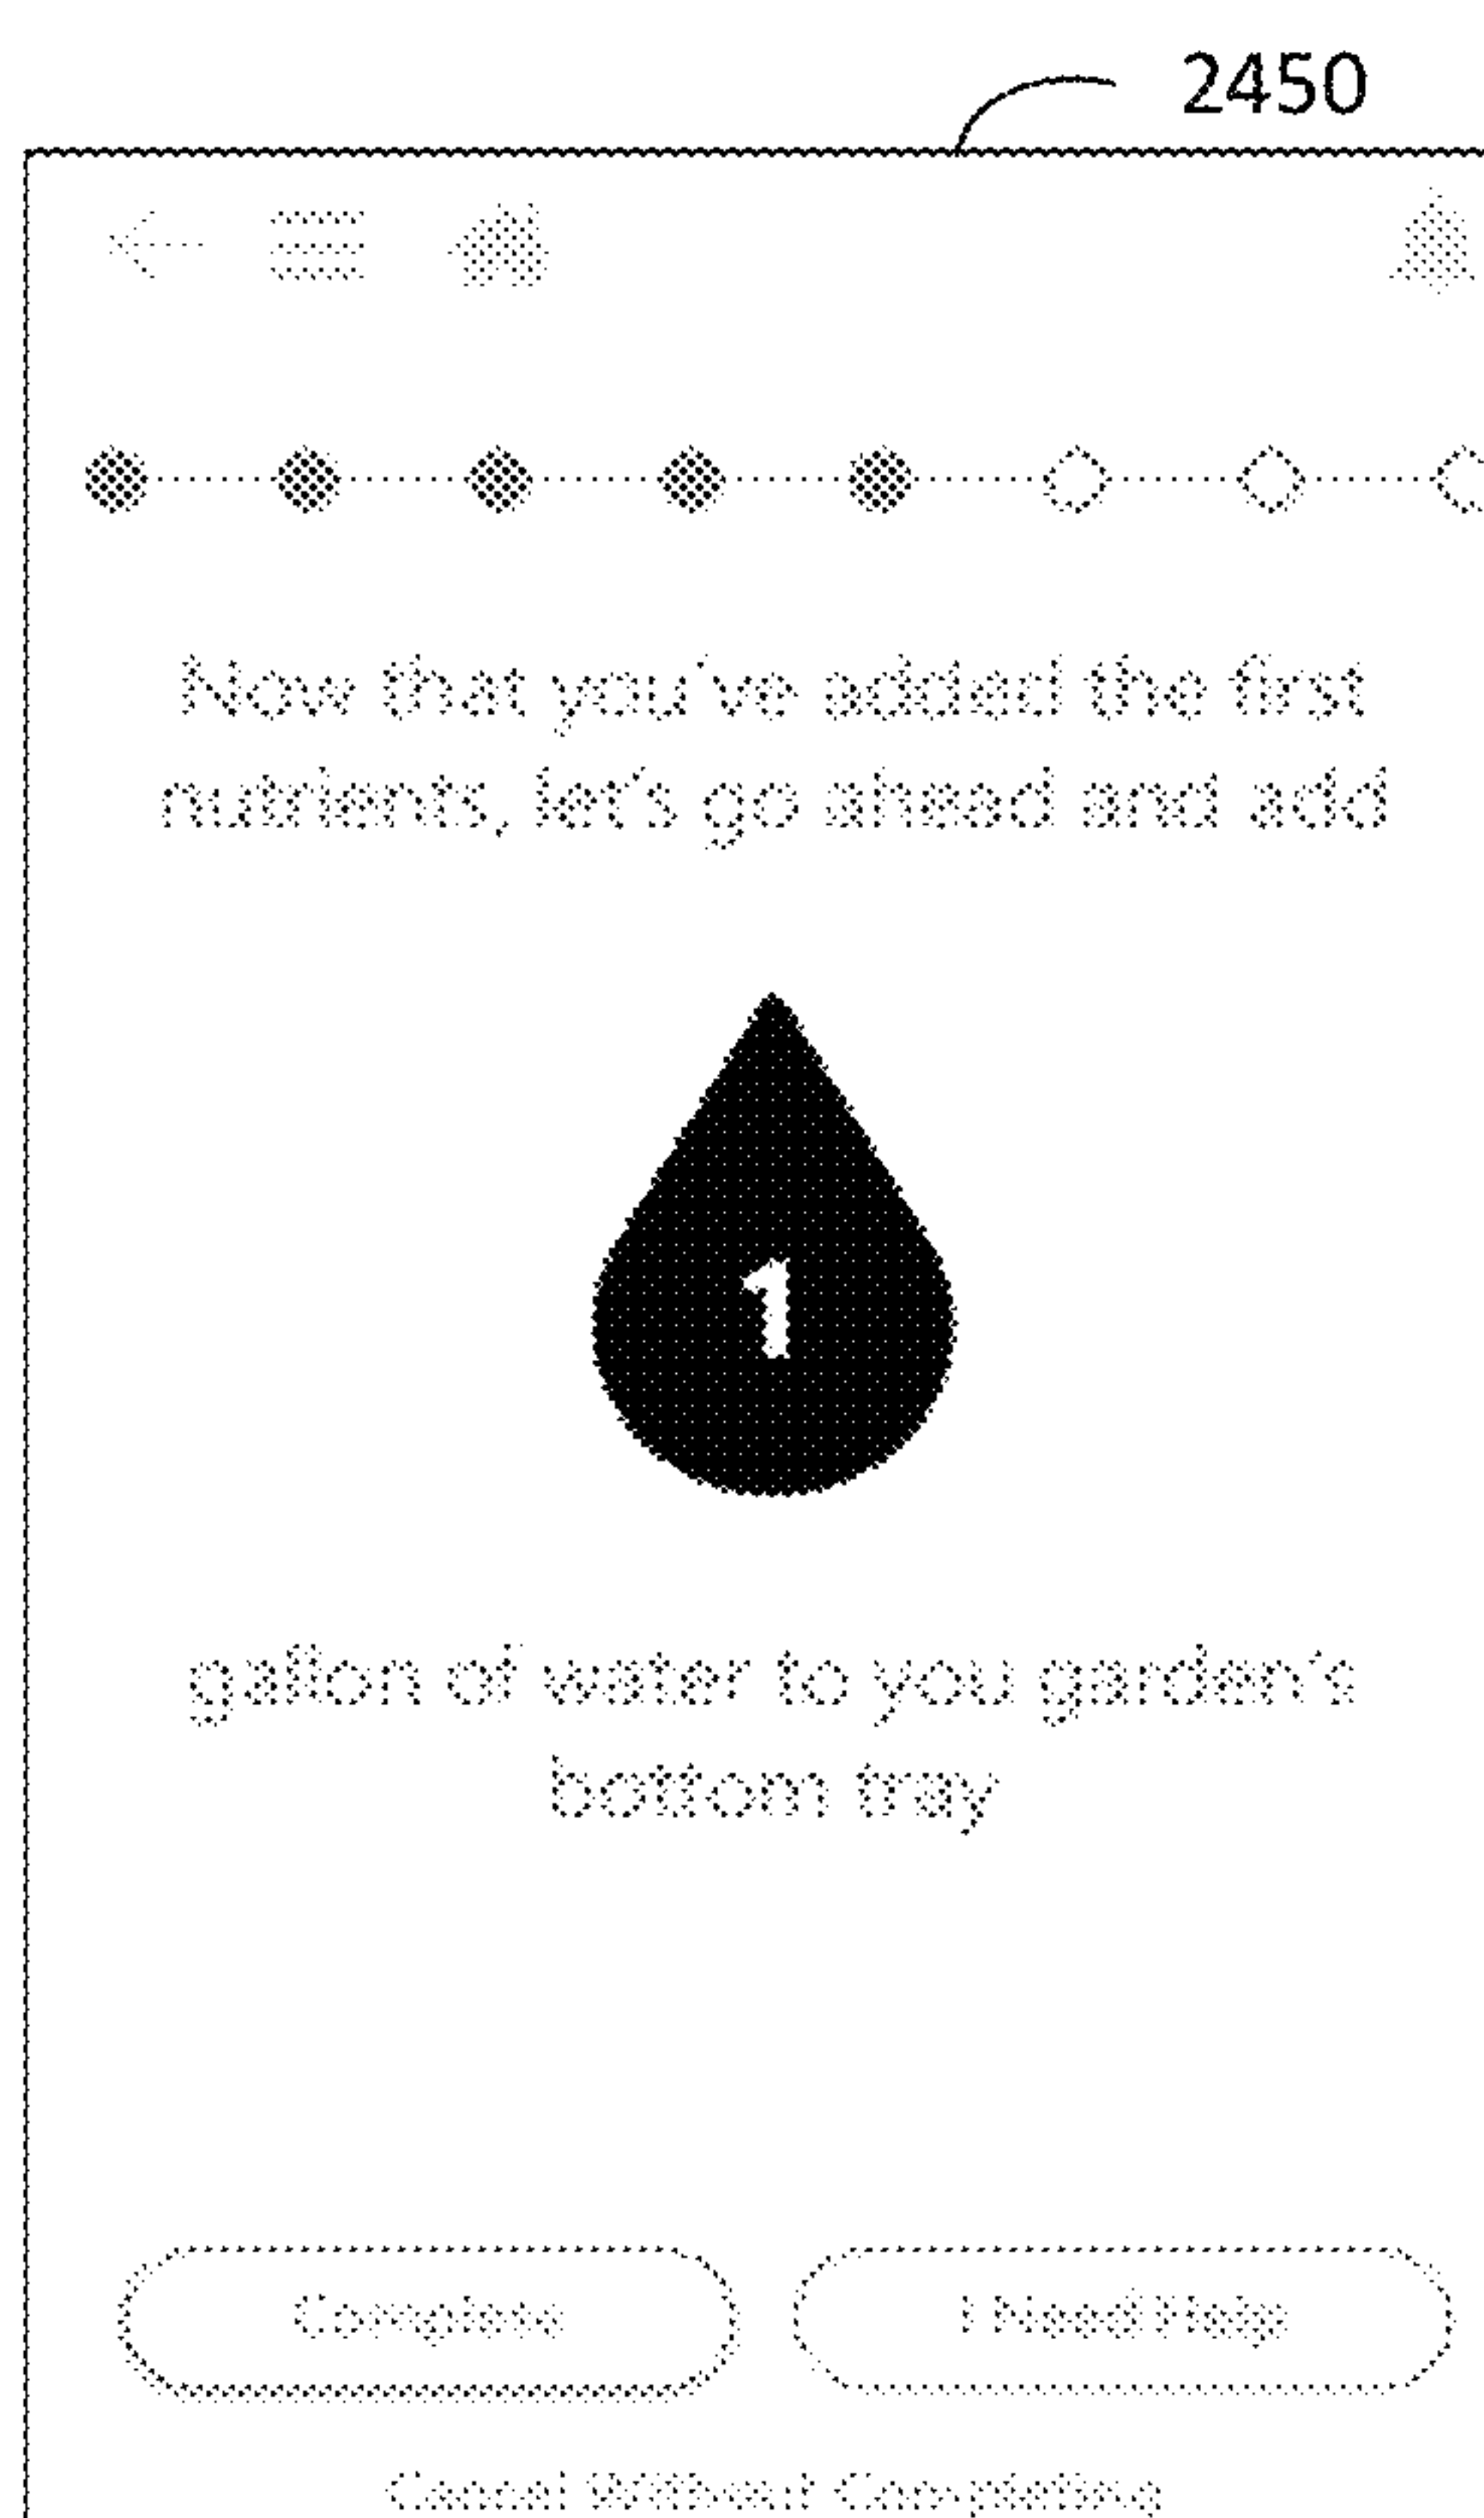 2450
Now that you've added the first
nutrients, let's go ahead and add
1
gallon of water to you garden's
bottom tray
Complete
I Need Help
Cancel Without Completing